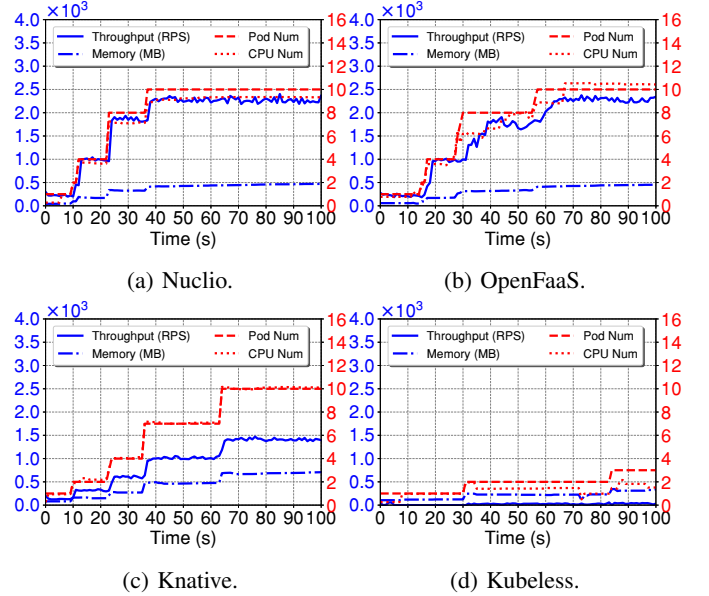 ×10³ ×10³
4.0 Throughput (RPS) Pod Num 16 4.0 Throughput (RPS) Pod Num 16
3.5 Memory (MB) CPU Num 14 3.5 Memory (MB) CPU Num 14
3.0 12 3.0 12
2.5 10 2.5 10
2.0 8 2.0 8
1.5 6 1.5 6
1.0 4 1.0 4
0.5 2 0.5 2
0.0 0 0.0 0
0 10 20 30 40 50 60 70 80 90 100 0 10 20 30 40 50 60 70 80 90 100
Time (s) Time (s)
(a) Nuclio. (b) OpenFaaS.
×10³ ×10³
4.0 Throughput (RPS) Pod Num 16 4.0 Throughput (RPS) Pod Num 16
3.5 Memory (MB) CPU Num 14 3.5 Memory (MB) CPU Num 14
3.0 12 3.0 12
2.5 10 2.5 10
2.0 8 2.0 8
1.5 6 1.5 6
1.0 4 1.0 4
0.5 2 0.5 2
0.0 0 0.0 0
0 10 20 30 40 50 60 70 80 90 100 0 10 20 30 40 50 60 70 80 90 100
Time (s) Time (s)
(c) Knative. (d) Kubeless.